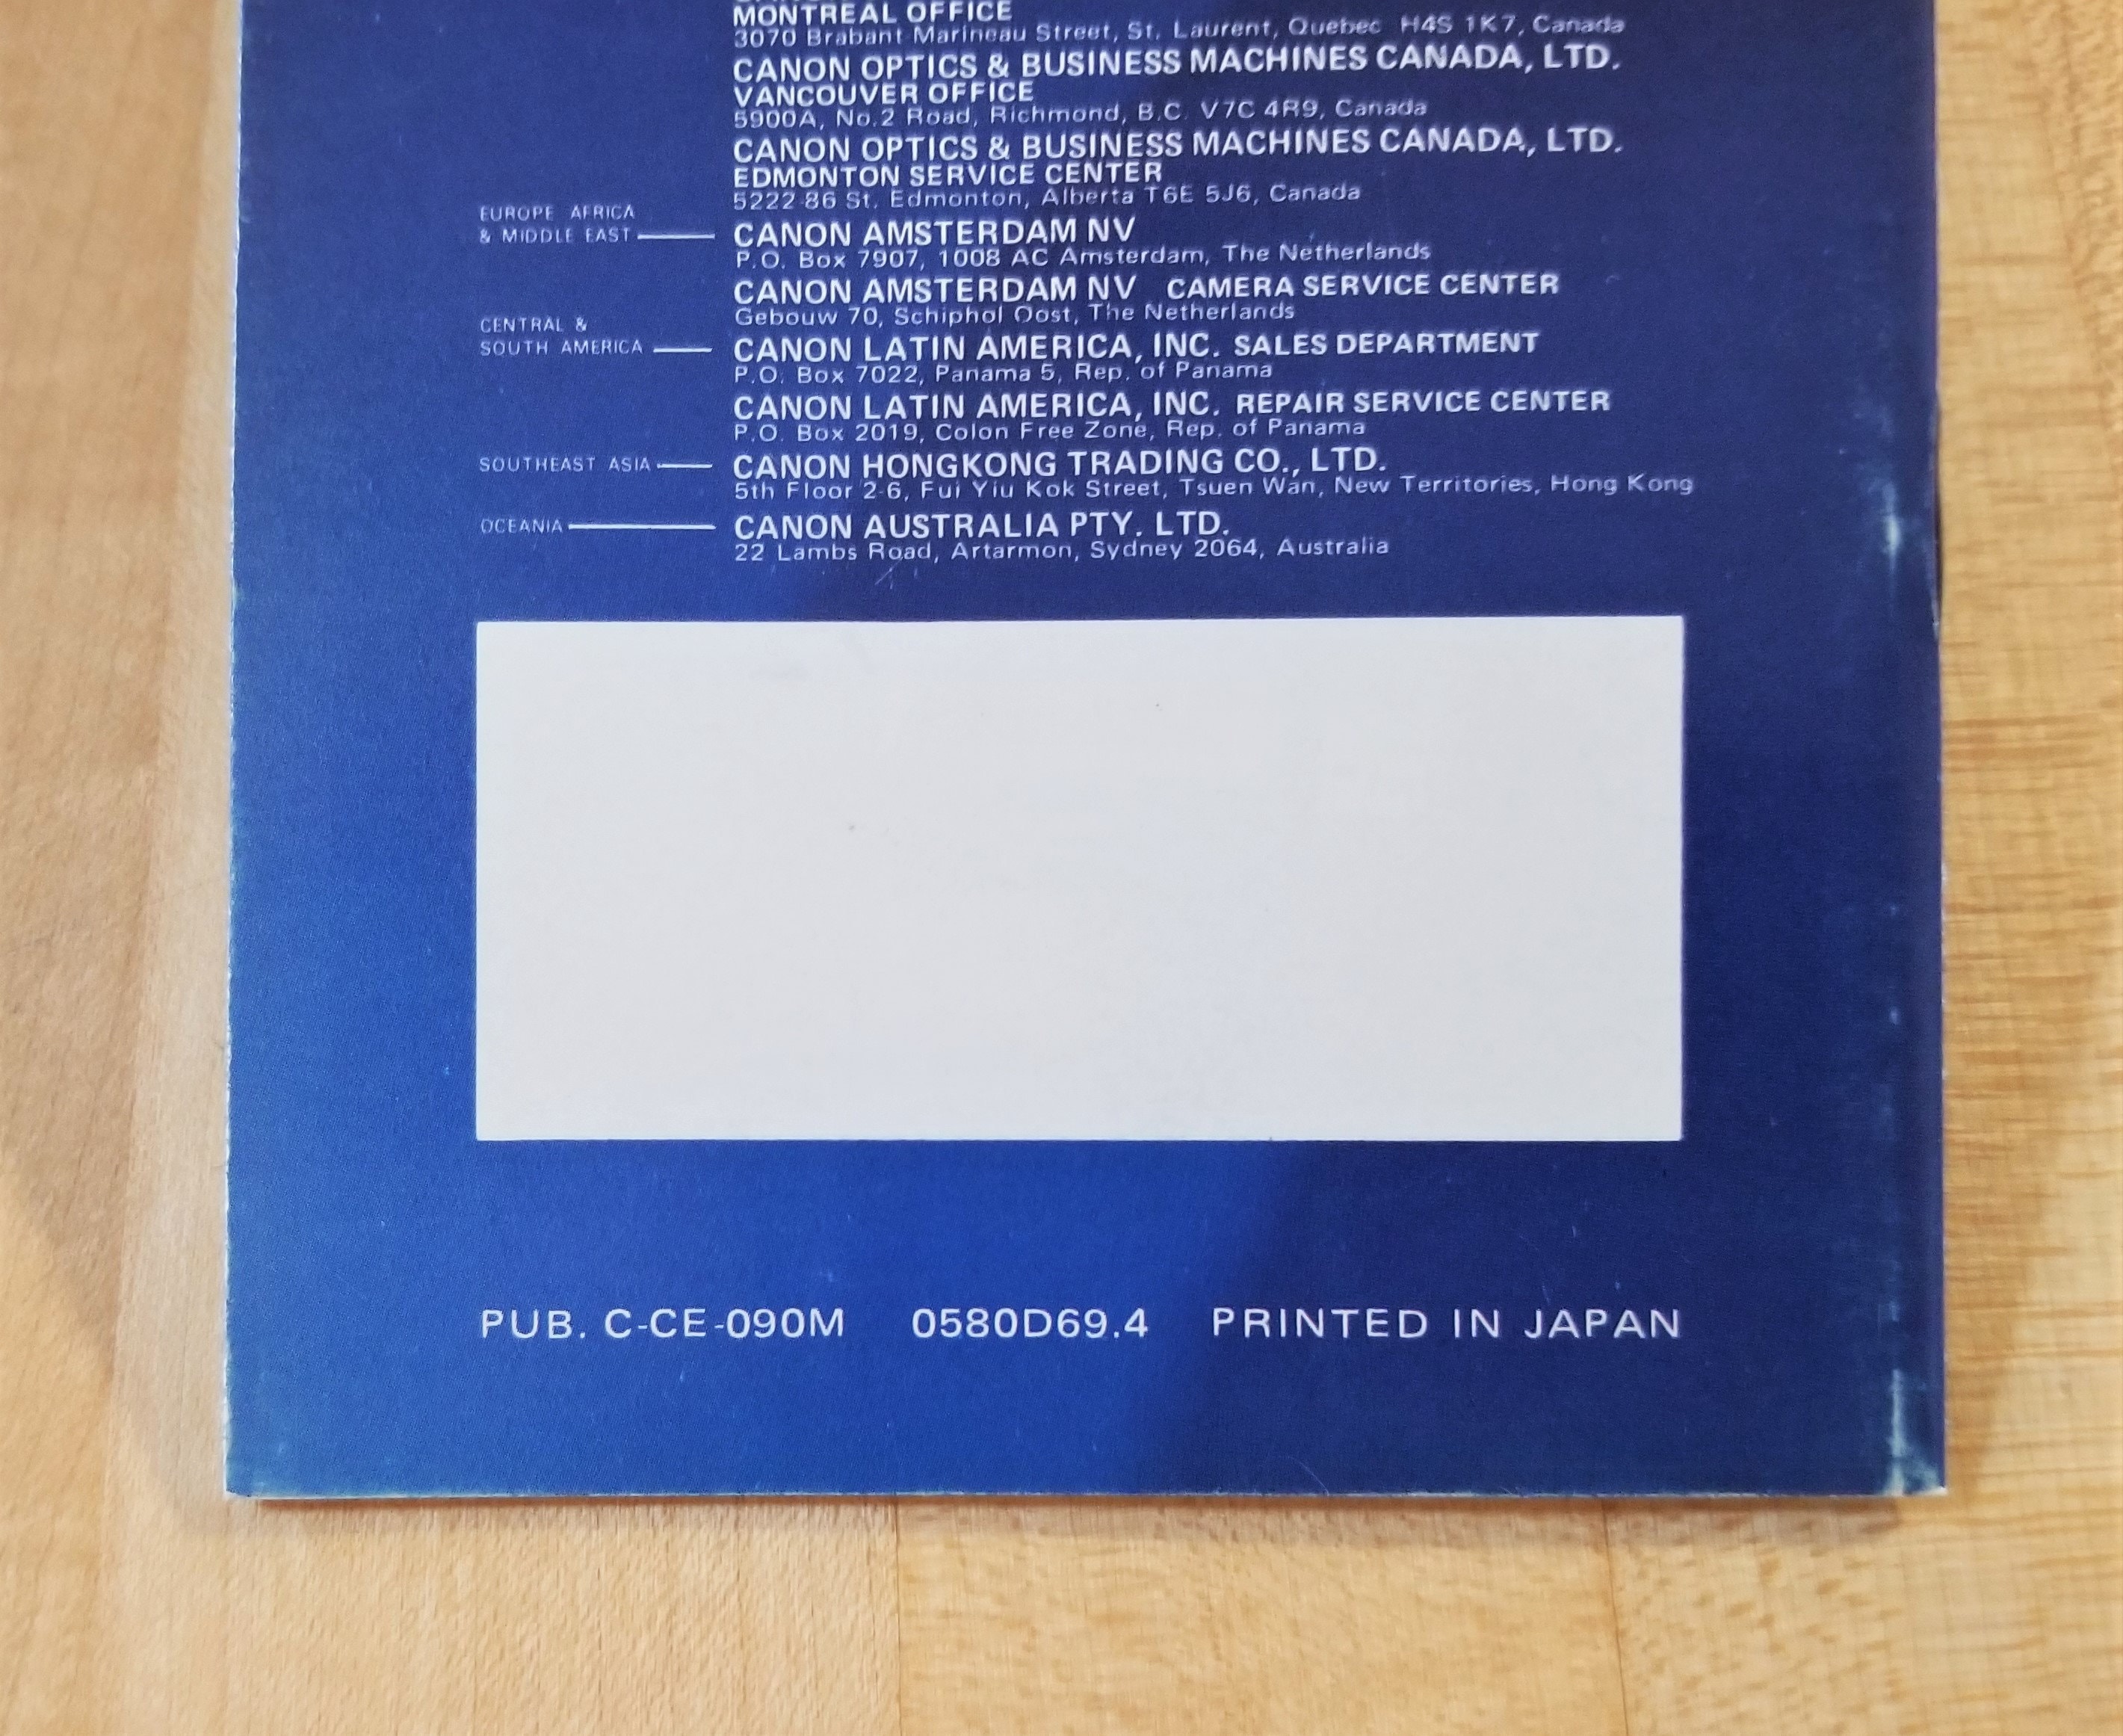 MONTREAL OFFICE
3070 Brabant Marineau Street, St. Laurent, Quebec H4S 1K7, Canada
CANON OPTICS & BUSINESS MACHINES CANADA, LTD.
VANCOUVER OFFICE
5900A, No.2 Road, Richmond, B.C. V7C 4R9, Canada
CANON OPTICS & BUSINESS MACHINES CANADA, LTD.
EDMONTON SERVICE CENTER
5222-86 St. Edmonton, Alberta T6E 5J6, Canada
EUROPE AFRICA
& MIDDLE EAST
CANON AMSTERDAM NV
P.O. Box 7907, 1008 AC Amsterdam, The Netherlands
CANON AMSTERDAM NV CAMERA SERVICE CENTER
Gebouw 70, Schiphol Oost, The Netherlands
CENTRAL &
SOUTH AMERICA
CANON LATIN AMERICA, INC. SALES DEPARTMENT
P.O. Box 7022, Panama 5, Rep. of Panama
CANON LATIN AMERICA, INC. REPAIR SERVICE CENTER
P.O. Box 2019, Colon Free Zone, Rep. of Panama
SOUTHEAST ASIA
CANON HONGKONG TRADING CO., LTD.
5th Floor 2-6, Fui Yiu Kok Street, Tsuen Wan, New Territories, Hong Kong
OCEANIA
CANON AUSTRALIA PTY. LTD.
22 Lambs Road, Artarmon, Sydney 2064, Australia
PUB. C-CE-090M 0580D69.4 PRINTED IN JAPAN